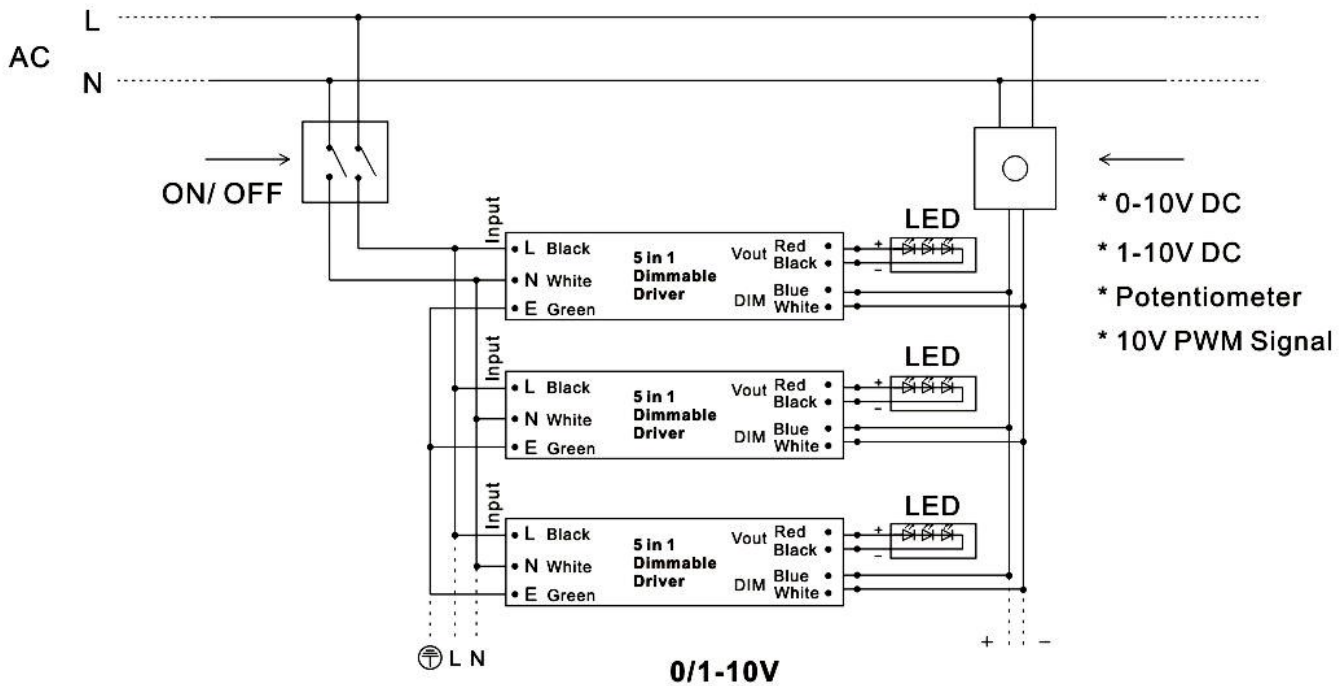 L
AC
N
ON/ OFF
* 0-10V DC
* 1-10V DC
* Potentiometer
* 10V PWM Signal
Input
L Black
N White
E Green
5 in 1
Dimmable
Driver
Vout Red
Black
DIM Blue
White
LED
+
–
Input
L Black
N White
E Green
5 in 1
Dimmable
Driver
Vout Red
Black
DIM Blue
White
LED
+
–
Input
L Black
N White
E Green
5 in 1
Dimmable
Driver
Vout Red
Black
DIM Blue
White
LED
+
–
L N
+ –
0/1-10V